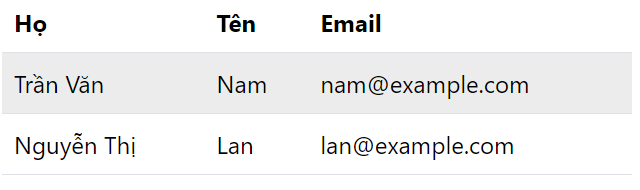 Họ Tên Email
Trần Văn Nam nam@example.com
Nguyễn Thị Lan lan@example.com